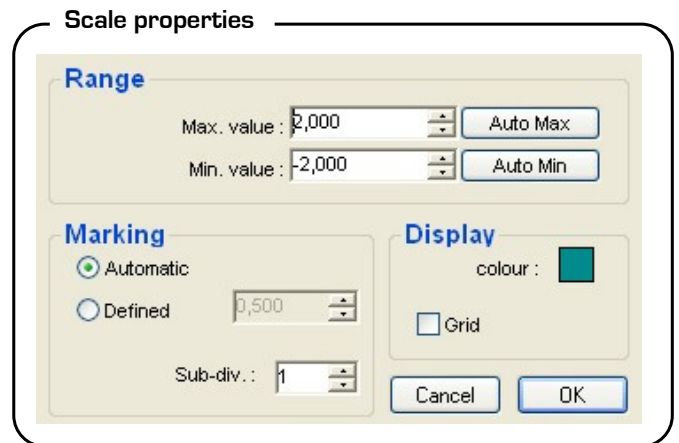 Scale properties
Range
Max. value : 2,000 Auto Max
Min. value : -2,000 Auto Min
Marking
Automatic
Defined 0,500
Sub-div. : 1
Display
colour :
Grid
Cancel OK